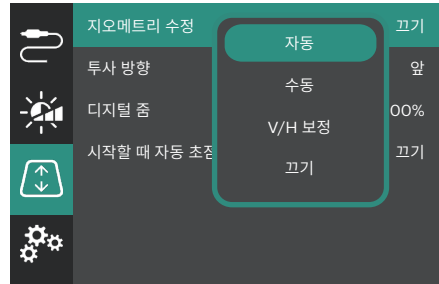 지오메트리 수정 끄기
자동
투사 방향 앞
수동
디지털 줌 00%
V/H 보정
시작할 때 자동 초점 끄기
끄기